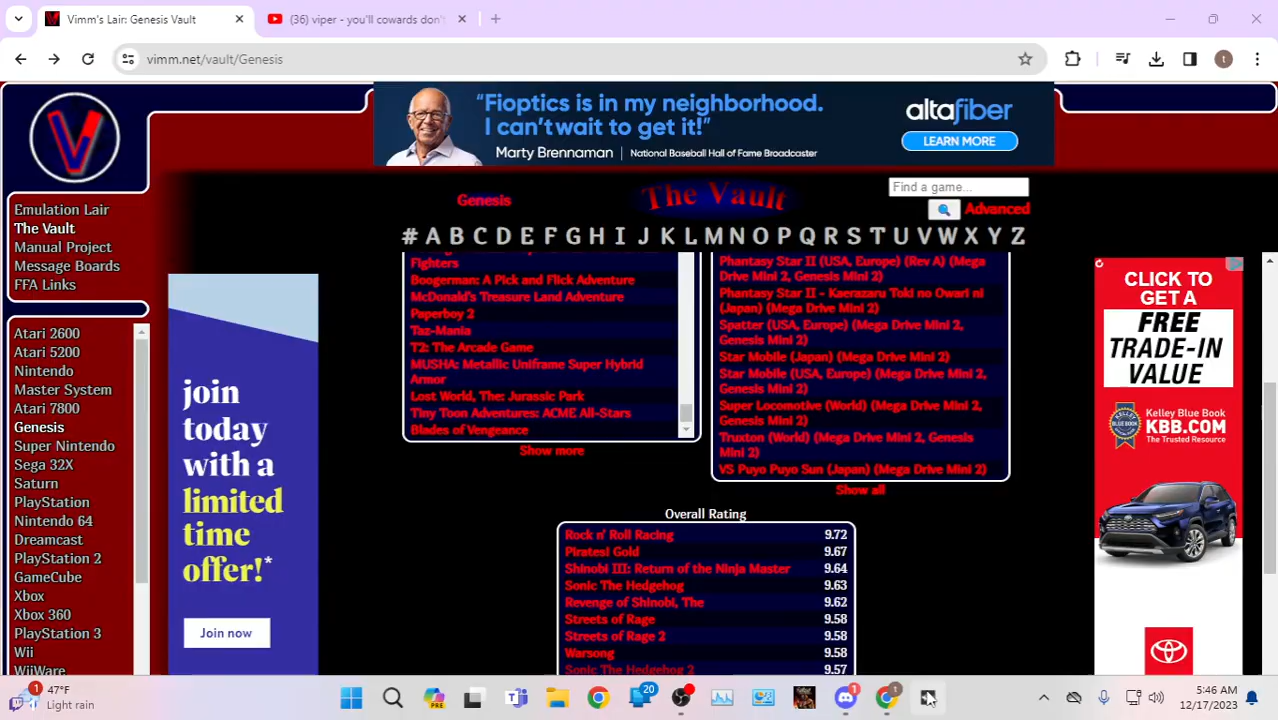 Vimm's Lair: Genesis Vault
(36) viper - you'll cowards don'
vimm.net/vault/Genesis
t
"Fioptics is in my neighborhood.
I can't wait to get it!"
Marty Brennaman | National Baseball Hall of Fame Broadcaster
altafiber
LEARN MORE
V
Genesis
The Vault
Find a game...
Advanced
# A B C D E F G H I J K L M N O P Q R S T U V W X Y Z
Emulation Lair
The Vault
Manual Project
Message Boards
FFA Links
Atari 2600
Atari 5200
Nintendo
Master System
Atari 7800
Genesis
Super Nintendo
Sega 32X
Saturn
PlayStation
Nintendo 64
Dreamcast
PlayStation 2
GameCube
Xbox
Xbox 360
PlayStation 3
Wii
WiiWare
join
today
with a
limited
time
offer!*
Join now
Fighters
Boogerman: A Pick and Flick Adventure
McDonald's Treasure Land Adventure
Paperboy 2
Taz-Mania
T2: The Arcade Game
MUSHA: Metallic Uniframe Super Hybrid
Armor
Lost World, The: Jurassic Park
Tiny Toon Adventures: ACME All-Stars
Blades of Vengeance
Show more
Phantasy Star II (USA, Europe) (Rev A) (Mega
Drive Mini 2, Genesis Mini 2)
Phantasy Star II - Kaerazaru Toki no Owari ni
(Japan) (Mega Drive Mini 2)
Spatter (USA, Europe) (Mega Drive Mini 2,
Genesis Mini 2)
Star Mobile (Japan) (Mega Drive Mini 2)
Star Mobile (USA, Europe) (Mega Drive Mini 2,
Genesis Mini 2)
Super Locomotive (World) (Mega Drive Mini 2,
Genesis Mini 2)
Truxton (World) (Mega Drive Mini 2, Genesis
Mini 2)
VS Puyo Puyo Sun (Japan) (Mega Drive Mini 2)
Show all
Overall Rating
Rock n' Roll Racing 9.72
Pirates! Gold 9.67
Shinobi III: Return of the Ninja Master 9.64
Sonic The Hedgehog 9.63
Revenge of Shinobi, The 9.62
Streets of Rage 9.58
Streets of Rage 2 9.58
Warsong 9.58
Sonic The Hedgehog 2 9.57
CLICK TO
GET A
FREE
TRADE-IN
VALUE
Kelley Blue Book
KBB.COM
The Trusted Resource
TOYOTA
1
47°F
Light rain
PRE
20
1
1
5:46 AM
12/17/2023